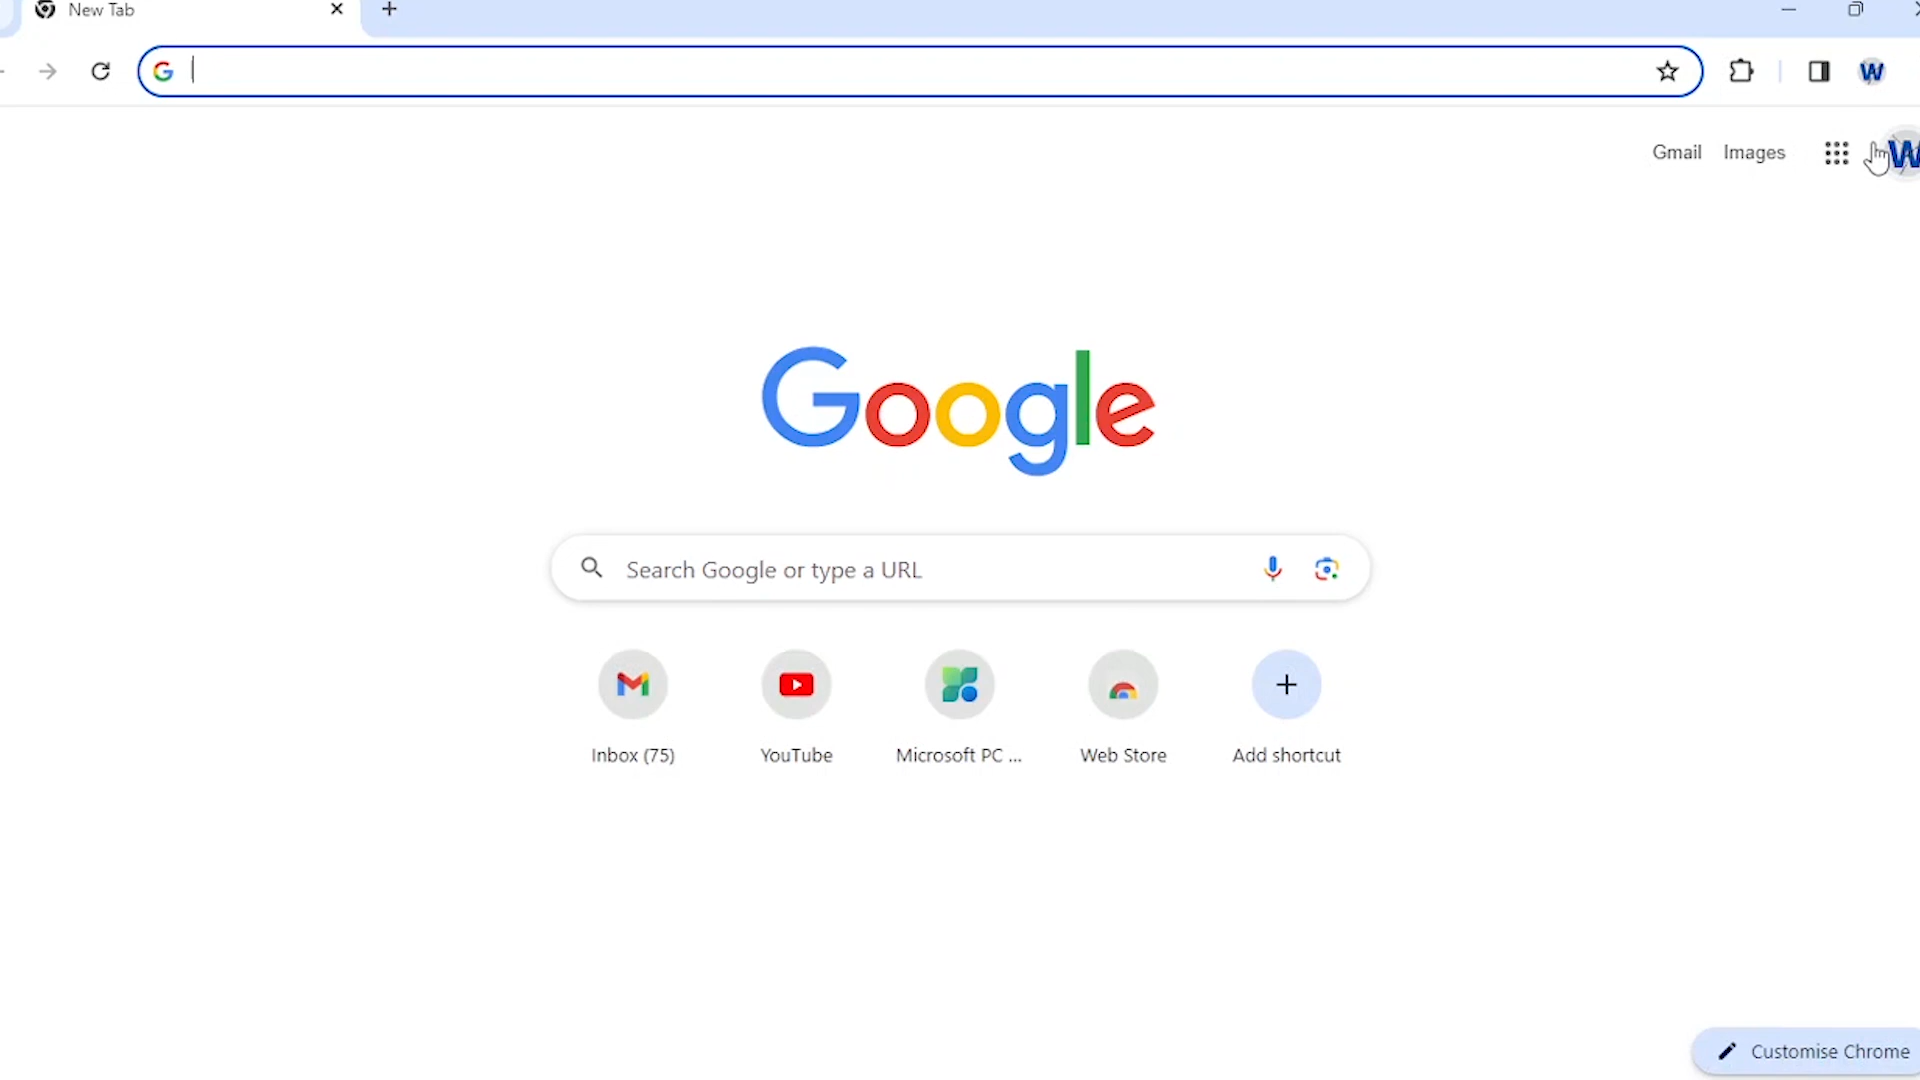 New Tab
Gmail Images
W
Google
Search Google or type a URL
Inbox (75)
YouTube
Microsoft PC ...
Web Store
Add shortcut
Customise Chrome